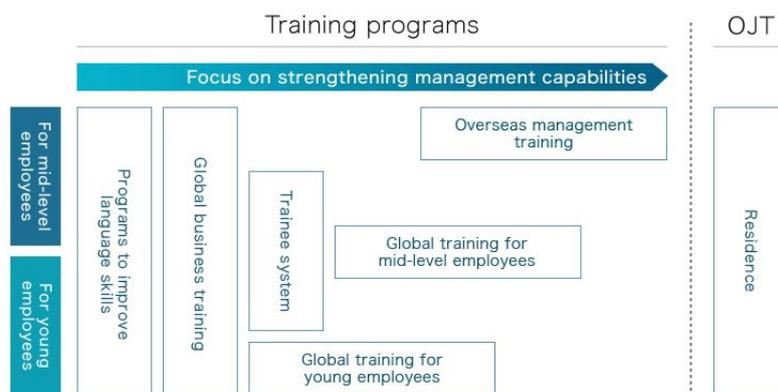 Training programs
OJT
Focus on strengthening management capabilities
For mid-level
employees
For young
employees
Programs to improve
language skills
Global business training
Trainee system
Overseas management
training
Global training for
mid-level employees
Global training for
young employees
Residence